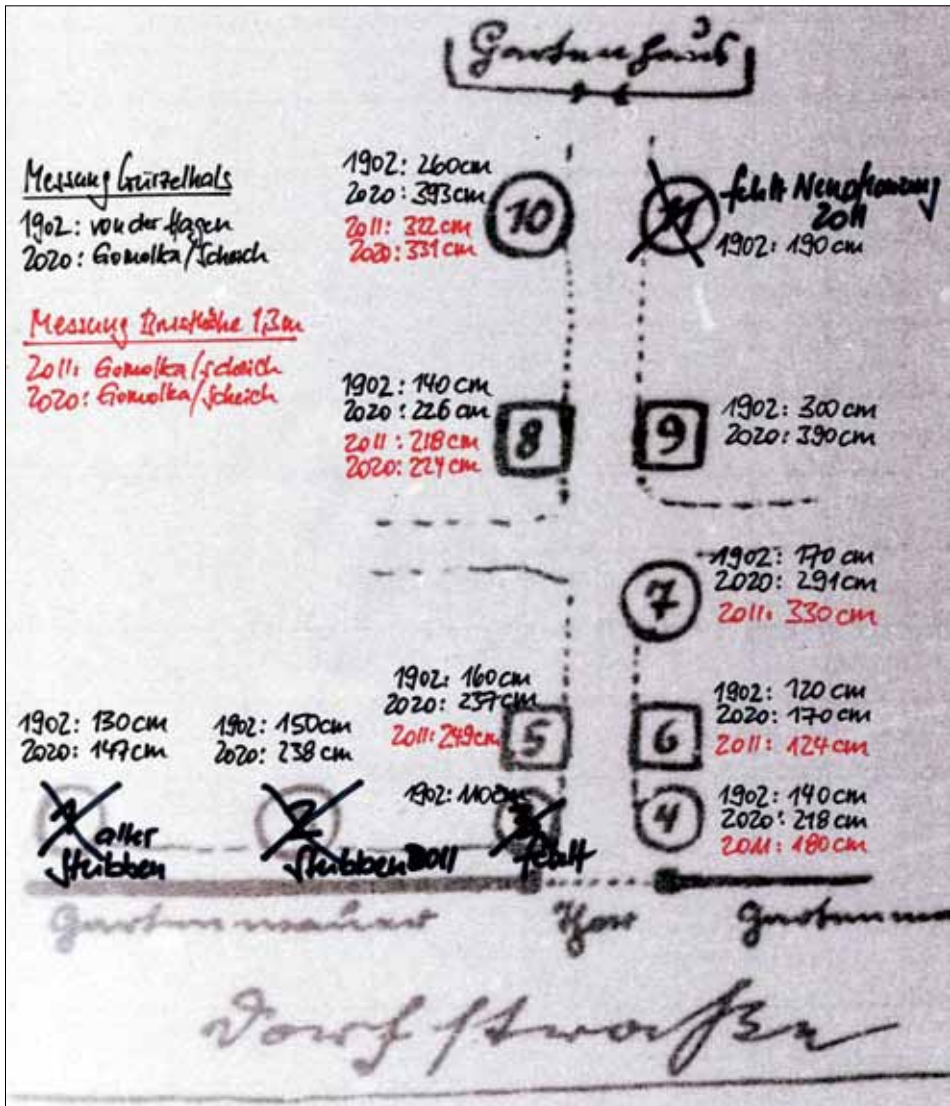 Gartenhaus
Messung Wurzelhals
1902: von der Hagen
2020: Gomolka/Scheich
Messung Brusthöhe 1,3m
2011: Gomolka/Scheich
2020: Gomolka/Scheich
1902: 260cm
2020: 393cm
2011: 322cm
2020: 331cm
10
11
fehlt Neupflanzung
2011
1902: 190cm
1902: 140cm
2020: 226cm
2011: 218cm
2020: 224cm
8
9
1902: 300cm
2020: 390cm
7
1902: 170cm
2020: 291cm
2011: 330cm
1902: 160cm
2020: 237cm
2011: 249cm
5
6
1902: 120cm
2020: 170cm
2011: 124cm
1902: 130cm
2020: 147cm
1 alter
Stubben
1902: 150cm
2020: 238cm
2
Stubben 2011
1902: 110cm
3
fehlt
4
1902: 140cm
2020: 218cm
2011: 180cm
Gartenmauer Thor Gartenm
Dorfstraße